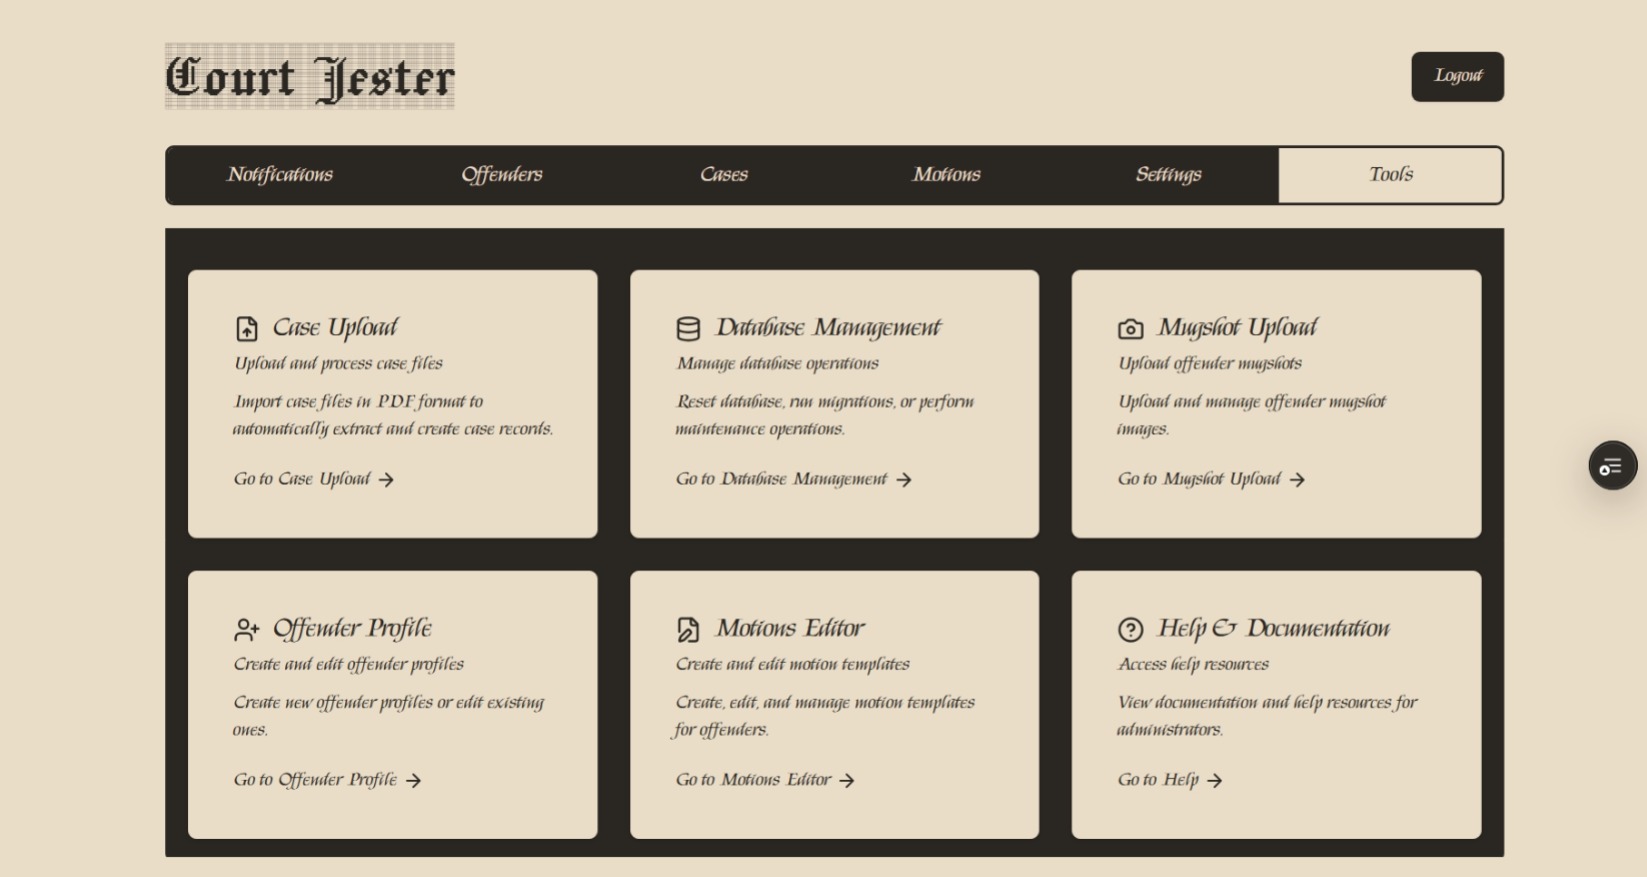 Court Jester
Logout
Notifications
Offenders
Cases
Motions
Settings
Tools
Case Upload
Upload and process case files
Import case files in PDF format to
automatically extract and create case records.
Go to Case Upload →
Database Management
Manage database operations
Reset database, run migrations, or perform
maintenance operations.
Go to Database Management →
Mugshot Upload
Upload offender mugshots
Upload and manage offender mugshot
images.
Go to Mugshot Upload →
Offender Profile
Create and edit offender profiles
Create new offender profiles or edit existing
ones.
Go to Offender Profile →
Motions Editor
Create and edit motion templates
Create, edit, and manage motion templates
for offenders.
Go to Motions Editor →
Help & Documentation
Access help resources
View documentation and help resources for
administrators.
Go to Help →